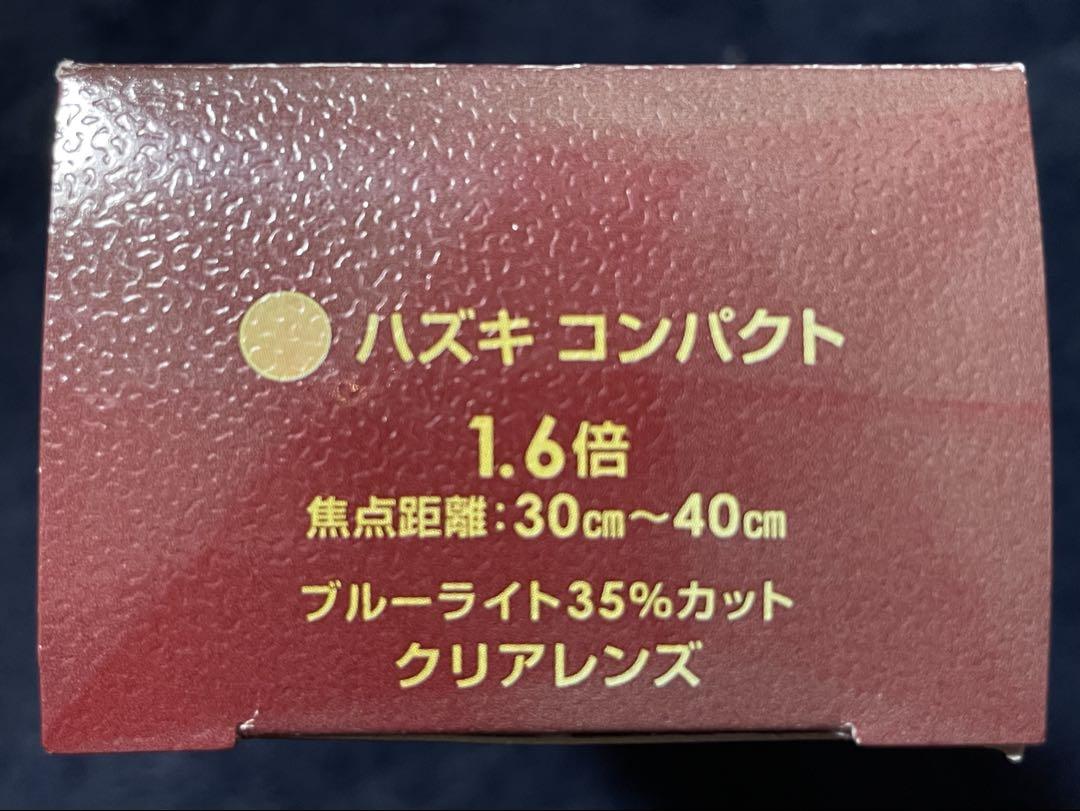 ハズキ コンパクト
1.6倍
焦点距離:30㎝〜40㎝
ブルーライト35%カット
クリアレンズ